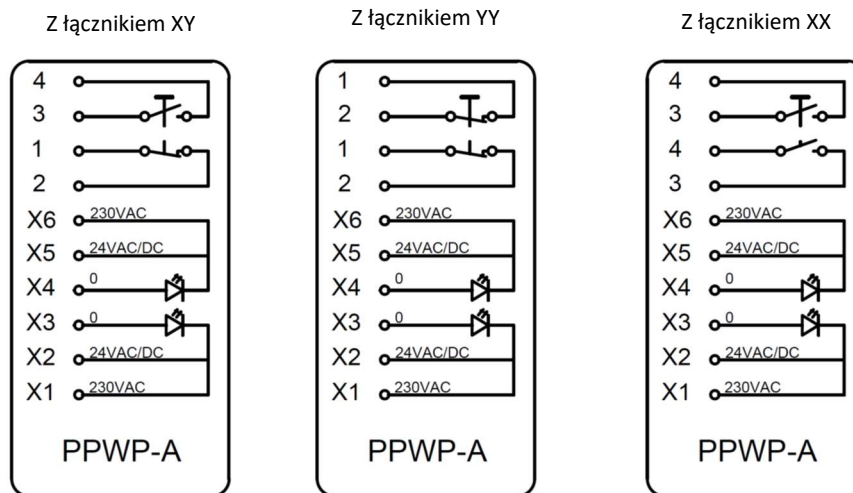 Z łącznikiem XY
4
3
1
2
X6 230VAC
X5 24VAC/DC
X4 0
X3 0
X2 24VAC/DC
X1 230VAC
PPWP-A
Z łącznikiem YY
1
2
1
2
X6 230VAC
X5 24VAC/DC
X4 0
X3 0
X2 24VAC/DC
X1 230VAC
PPWP-A
Z łącznikiem XX
4
3
4
3
X6 230VAC
X5 24VAC/DC
X4 0
X3 0
X2 24VAC/DC
X1 230VAC
PPWP-A